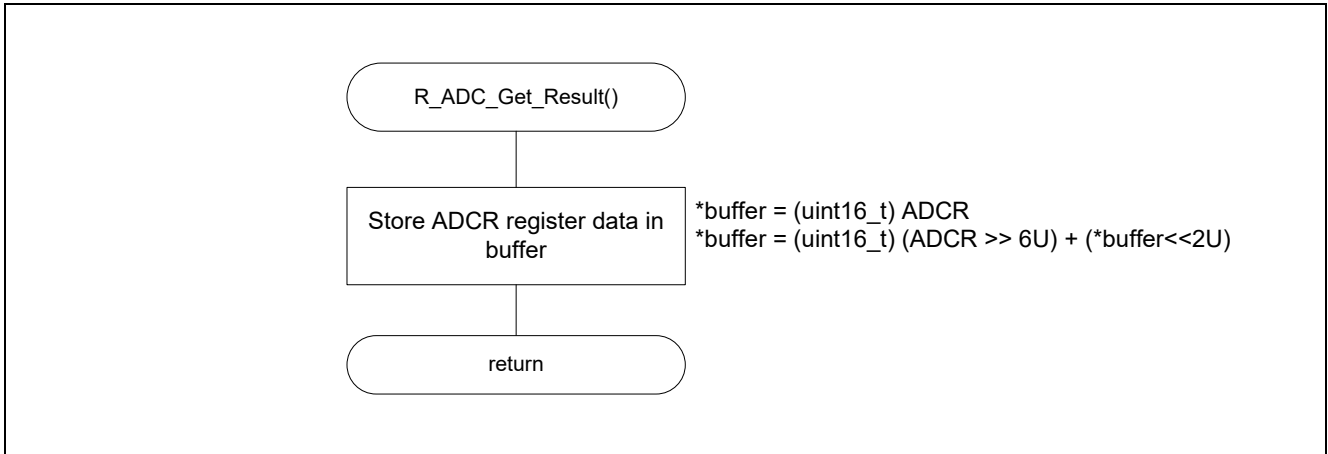 R_ADC_Get_Result()
Store ADCR register data in
buffer
*buffer = (uint16_t) ADCR
*buffer = (uint16_t) (ADCR >> 6U) + (*buffer<<2U)
return